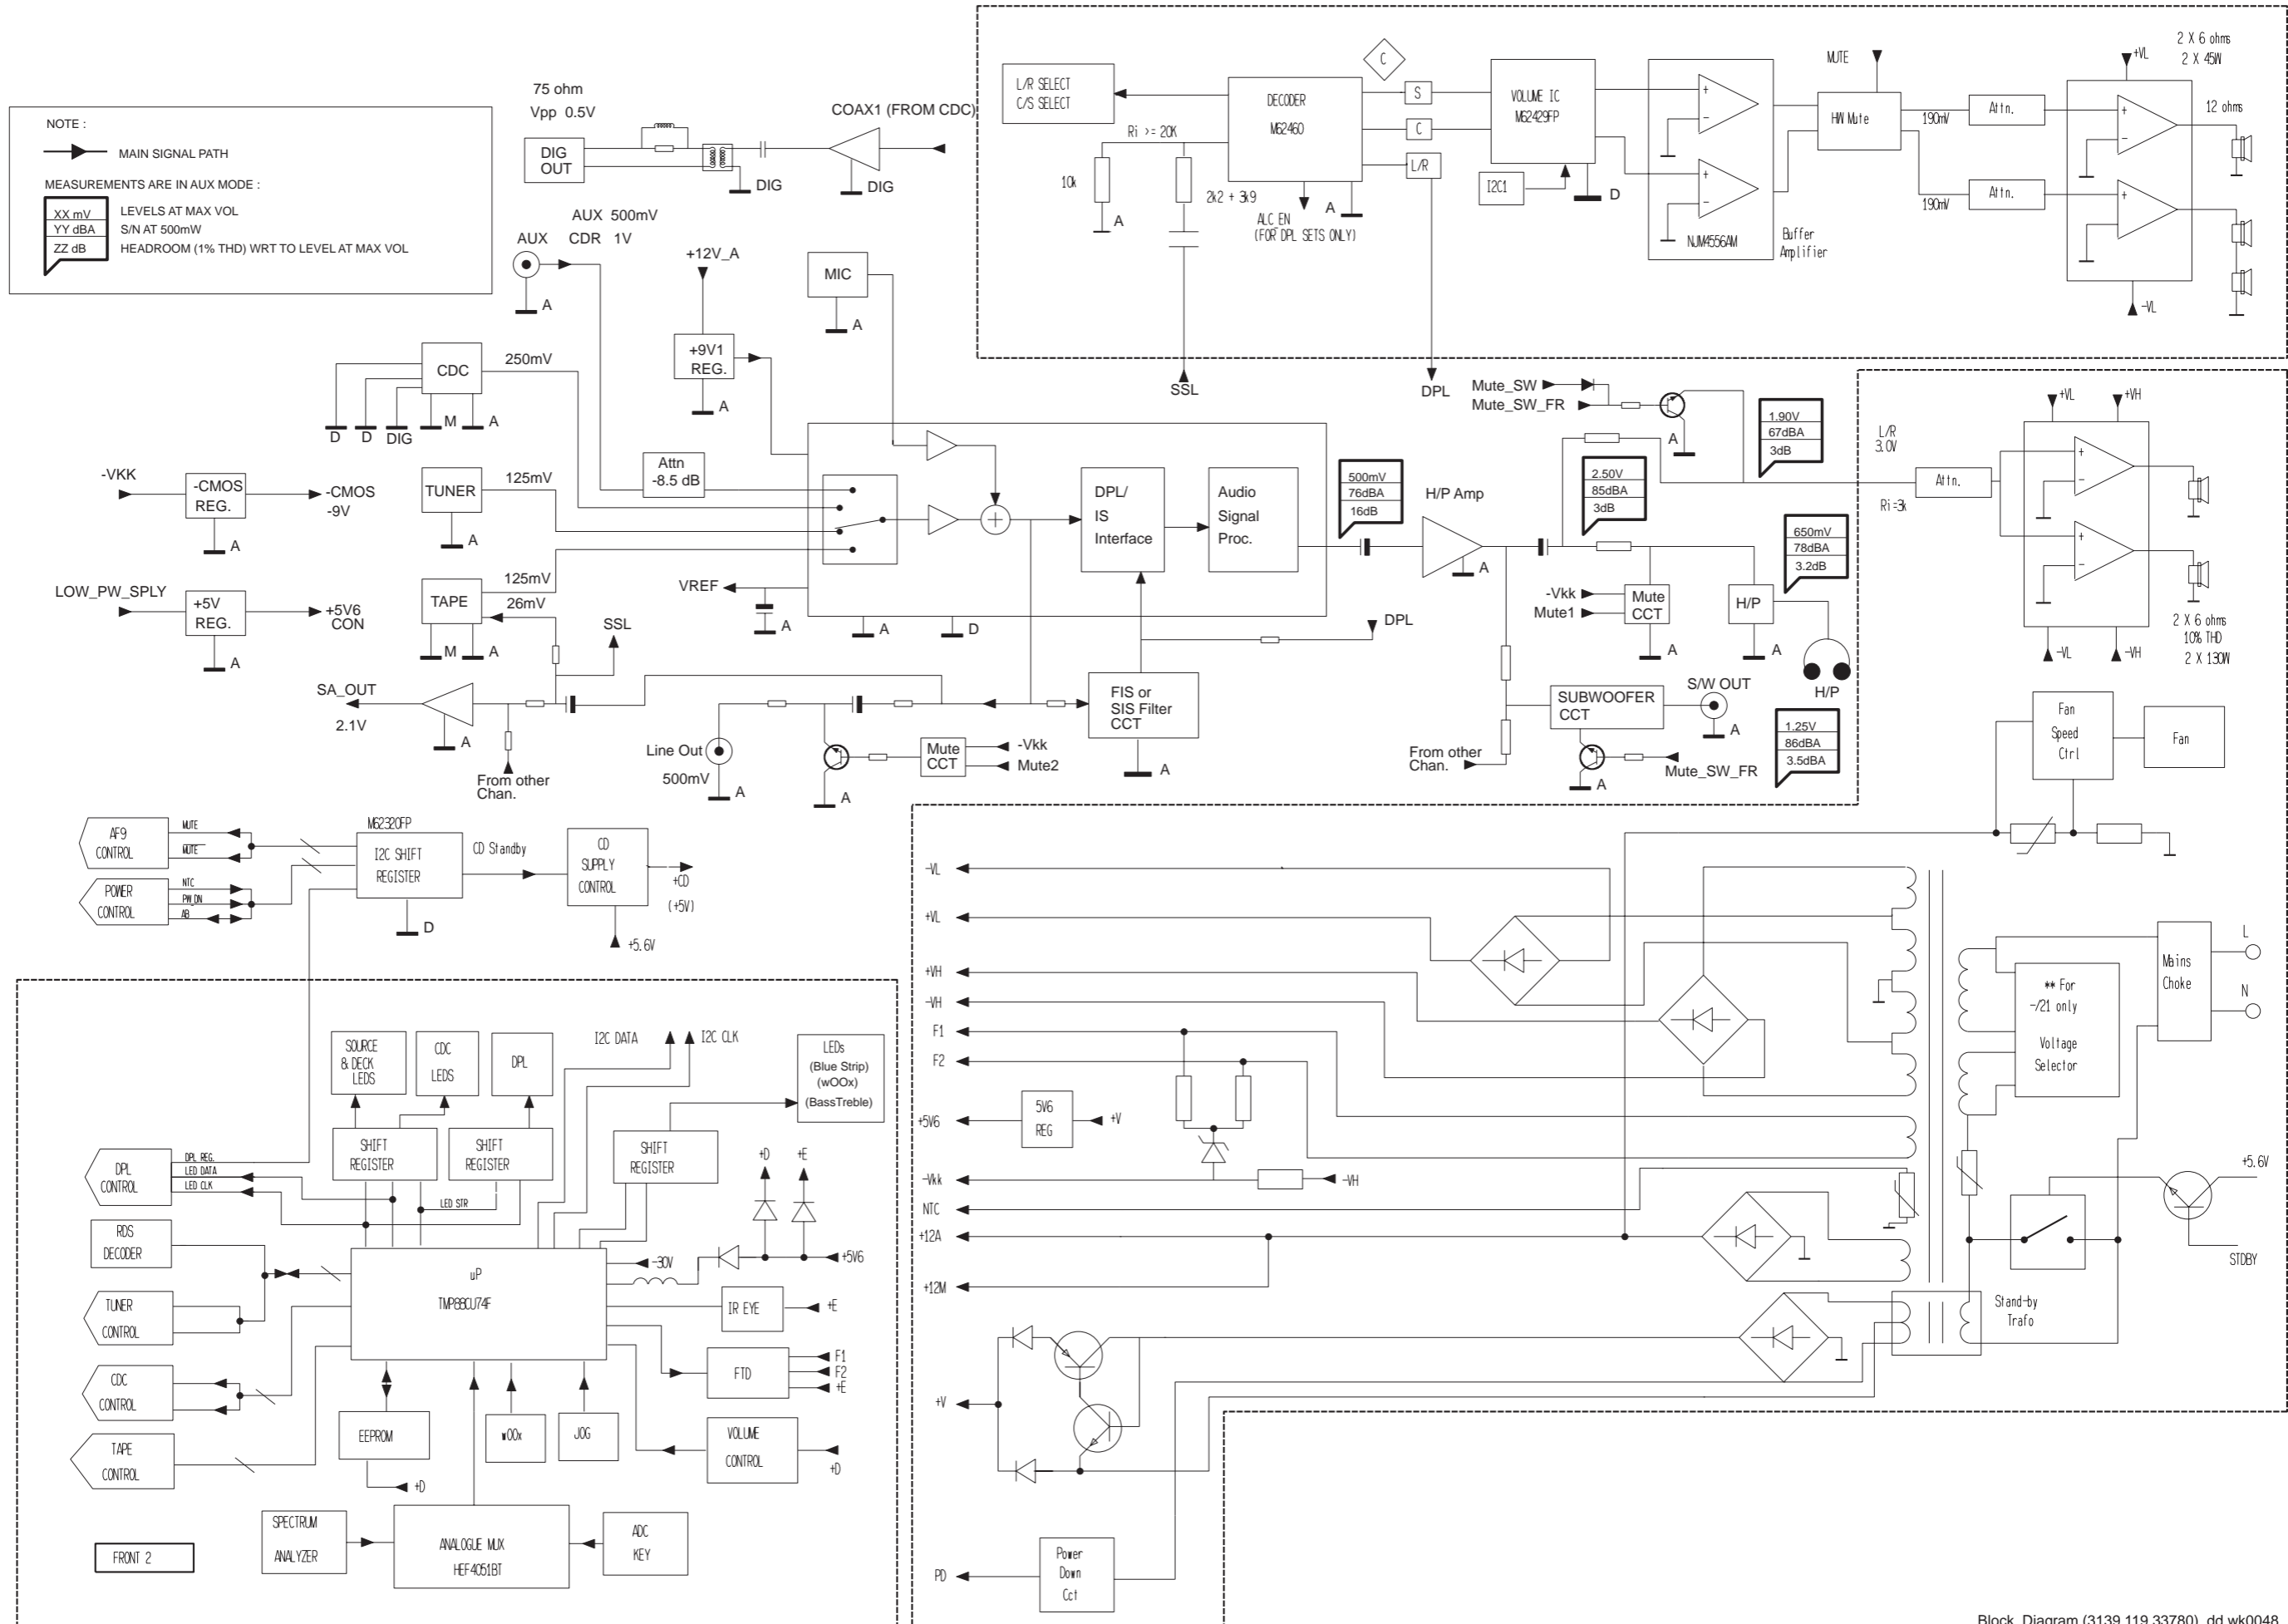 NOTE :
MAIN SIGNAL PATH
MEASUREMENTS ARE IN AUX MODE :
XX mV
YY dBA
ZZ dB
LEVELS AT MAX VOL
S/N AT 500mW
HEADROOM (1% THD) WRT TO LEVEL AT MAX VOL
75 ohm
Vpp 0.5V
DIG
OUT
DIG
COAX1 (FROM CDC)
DIG
AUX 500mV
CDR 1V
AUX
A
+12V_A
+9V1
REG.
A
MIC
A
CDC
250mV
D
D
DIG
M
A
-VKK
-CMOS
REG.
-CMOS
-9V
A
TUNER
125mV
A
Attn
-8.5 dB
LOW_PW_SPLY
+5V
REG.
+5V6
CON
A
TAPE
125mV
26mV
M
A
SSL
SA_OUT
2.1V
A
From other
Chan.
VREF
A
A
D
DPL/
IS
Interface
Audio
Signal
Proc.
DPL
FIS or
SIS Filter
CCT
A
Line Out
500mV
A
A
Mute
CCT
-Vkk
Mute2
500mV
76dBA
16dB
H/P Amp
A
Mute_SW
Mute_SW_FR
A
1.90V
67dBA
3dB
2.50V
85dBA
3dB
650mV
78dBA
3.2dB
-Vkk
Mute1
Mute
CCT
A
H/P
A
H/P
SUBWOOFER
CCT
S/W OUT
A
1.25V
86dBA
3.5dBA
From other
Chan.
A
Mute_SW_FR
L/R SELECT
C/S SELECT
Ri >= 20K
10k
A
2k2 + 3k9
SSL
DECODER
M62460
ALC EN
(FOR DPL SETS ONLY)
A
C
S
C
L/R
DPL
VOLUME IC
M62429FP
I2C1
D
+
-
+
-
NJM4556AM
Buffer
Amplifier
MUTE
HW Mute
190mV
190mV
Attn.
Attn.
+VL
2 X 6 ohms
2 X 45W
+
-
+
-
12 ohms
-VL
L/R
3.0V
Ri=3k
Attn.
+VL
+VH
+
-
+
-
-VL
-VH
2 X 6 ohms
10% THD
2 X 130W
Fan
Speed
Ctrl
Fan
AF9
CONTROL
MUTE
MUTE
POWER
CONTROL
NTC
PW_DN
AB
M62320FP
I2C SHIFT
REGISTER
D
CD Standby
CD
SUPPLY
CONTROL
+CD
(+5V)
+5.6V
SOURCE
& DECK
LEDS
CDC
LEDS
DPL
I2C DATA
I2C CLK
LEDs
(Blue Strip)
(wOOx)
(BassTreble)
SHIFT
REGISTER
SHIFT
REGISTER
SHIFT
REGISTER
DPL
CONTROL
DPL REG.
LED DATA
LED CLK
LED STR
+D
+E
RDS
DECODER
TUNER
CONTROL
CDC
CONTROL
TAPE
CONTROL
uP
TMP88CU74F
-30V
+5V6
IR EYE
+E
FTD
F1
F2
+E
EEPROM
+D
wOOx
JOG
VOLUME
CONTROL
+D
SPECTRUM
ANALYZER
ANALOGUE MUX
HEF4051BT
ADC
KEY
FRONT 2
-VL
+VL
+VH
-VH
F1
F2
+5V6
5V6
REG
+V
-Vkk
-VH
NTC
+12A
+12M
+V
PD
Power
Down
Cct
Mains
Choke
L
N
** For
-/21 only
Voltage
Selector
+5.6V
STDBY
Stand-by
Trafo
Block Diagram (3139 119 33780) dd wk0048